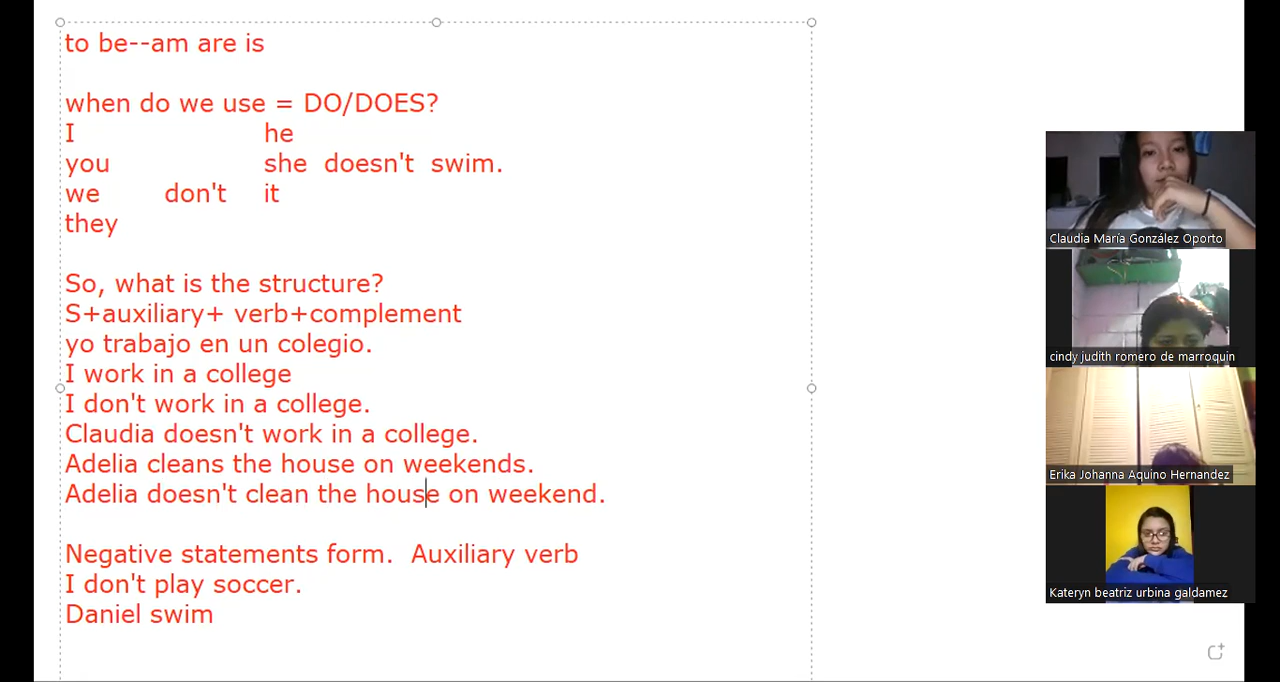 to be--am are is
when do we use = DO/DOES?
I he
you she doesn't swim.
we don't it
they
So, what is the structure?
S+auxiliary+ verb+complement
yo trabajo en un colegio.
I work in a college
I don't work in a college.
Claudia doesn't work in a college.
Adelia cleans the house on weekends.
Adelia doesn't clean the house on weekend.
Negative statements form. Auxiliary verb
I don't play soccer.
Daniel swim
Claudia María González Oporto
cindy judith romero de marroquin
Erika Johanna Aquino Hernandez
Kateryn beatriz urbina galdamez